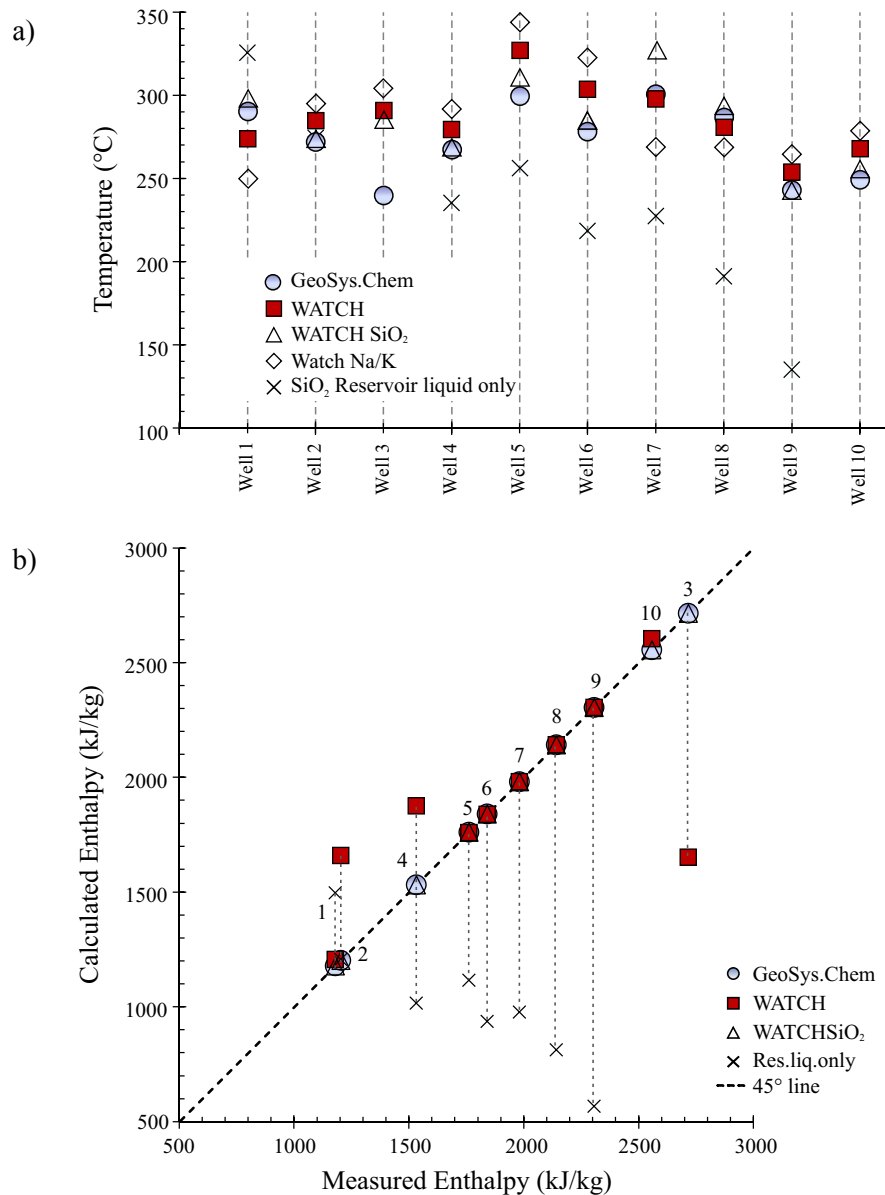 a)
Temperature (°C)
350
300
250
200
150
100
GeoSys.Chem
WATCH
WATCH SiO₂
Watch Na/K
SiO₂ Reservoir liquid only
Well 1
Well 2
Well 3
Well 4
Well 5
Well 6
Well 7
Well 8
Well 9
Well 10
b)
Calculated Enthalpy (kJ/kg)
3000
2500
2000
1500
1000
500
1
2
3
4
5
6
7
8
9
10
GeoSys.Chem
WATCH
WATCHSiO₂
Res.liq.only
45° line
500 1000 1500 2000 2500 3000
Measured Enthalpy (kJ/kg)